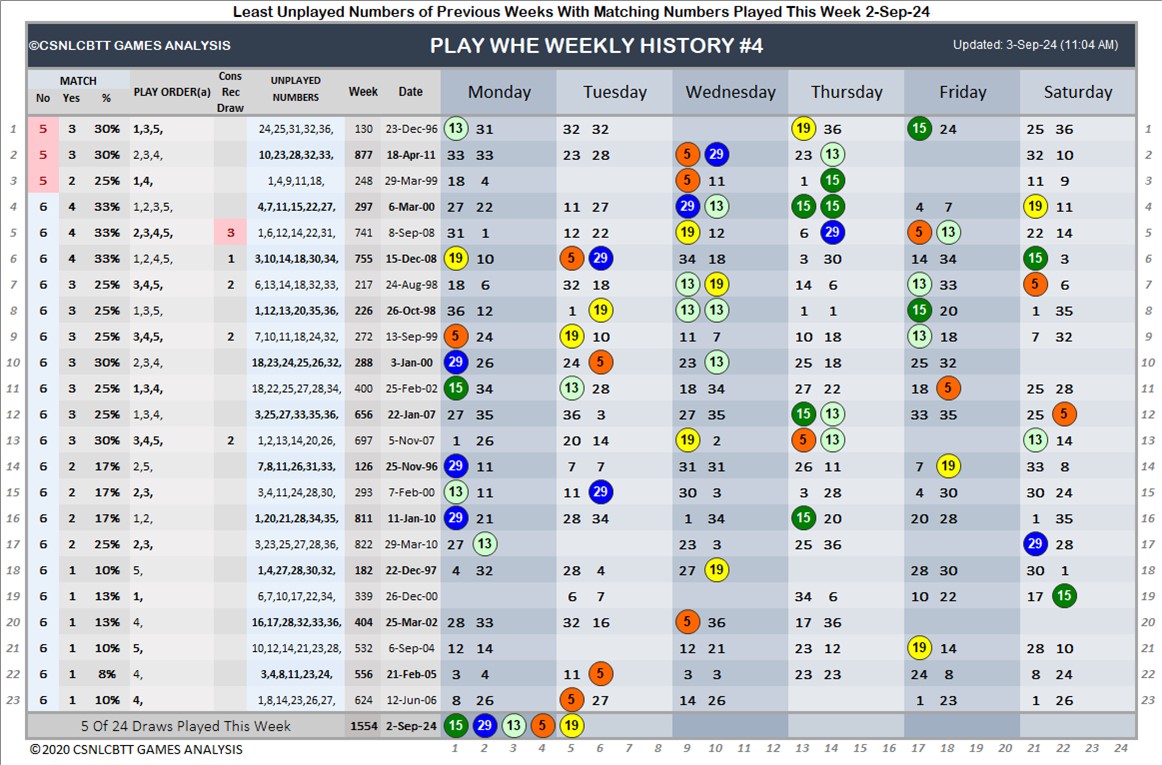 Least Unplayed Numbers of Previous Weeks With Matching Numbers Played This Week 2-Sep-24
©CSNLCBTT GAMES ANALYSIS PLAY WHE WEEKLY HISTORY #4 Updated: 3-Sep-24 (11:04 AM)
MATCH No Yes % PLAY ORDER(a) Cons Rec Draw UNPLAYED NUMBERS Week Date Monday Tuesday Wednesday Thursday Friday Saturday
1 5 3 30% 1,3,5, 24,25,31,32,36, 130 23-Dec-96 13 31 32 32 19 36 15 24 25 36 1
2 5 3 30% 2,3,4, 10,23,28,32,33, 877 18-Apr-11 33 33 23 28 5 29 23 13 32 10 2
3 5 2 25% 1,4, 1,4,9,11,18, 248 29-Mar-99 18 4 5 11 1 15 11 9 3
4 6 4 33% 1,2,3,5, 4,7,11,15,22,27, 297 6-Mar-00 27 22 11 27 29 13 15 15 4 7 19 11 4
5 6 4 33% 2,3,4,5, 3 1,6,12,14,22,31, 741 8-Sep-08 31 1 12 22 19 12 6 29 5 13 22 14 5
6 6 4 33% 1,2,4,5, 1 3,10,14,18,30,34, 755 15-Dec-08 19 10 5 29 34 18 3 30 14 34 15 3 6
7 6 3 25% 3,4,5, 2 6,13,14,18,32,33, 217 24-Aug-98 18 6 32 18 13 19 14 6 13 33 5 6 7
8 6 3 25% 1,3,5, 1,12,13,20,35,36, 226 26-Oct-98 36 12 1 19 13 13 1 1 15 20 1 35 8
9 6 3 25% 3,4,5, 2 7,10,11,18,24,32, 272 13-Sep-99 5 24 19 10 11 7 10 18 13 18 7 32 9
10 6 3 30% 2,3,4, 18,23,24,25,26,32, 288 3-Jan-00 29 26 24 5 23 13 25 18 25 32 10
11 6 3 25% 1,3,4, 18,22,25,27,28,34, 400 25-Feb-02 15 34 13 28 18 34 27 22 18 5 25 28 11
12 6 3 25% 1,3,4, 3,25,27,33,35,36, 656 22-Jan-07 27 35 36 3 27 35 15 13 33 35 25 5 12
13 6 3 30% 3,4,5, 2 1,2,13,14,20,26, 697 5-Nov-07 1 26 20 14 19 2 5 13 13 14 13
14 6 2 17% 2,5, 7,8,11,26,31,33, 126 25-Nov-96 29 11 7 7 31 31 26 11 7 19 33 8 14
15 6 2 17% 2,3, 3,4,11,24,28,30, 293 7-Feb-00 13 11 11 29 30 3 3 28 4 30 30 24 15
16 6 2 17% 1,2, 1,20,21,28,34,35, 811 11-Jan-10 29 21 28 34 1 34 15 20 20 28 1 35 16
17 6 2 25% 2,3, 3,23,25,27,28,36, 822 29-Mar-10 27 13 23 3 25 36 29 28 17
18 6 1 10% 5, 1,4,27,28,30,32, 182 22-Dec-97 4 32 28 4 27 19 28 30 30 1 18
19 6 1 13% 1, 6,7,10,17,22,34, 339 26-Dec-00 6 7 34 6 10 22 17 15 19
20 6 1 13% 4, 16,17,28,32,33,36, 404 25-Mar-02 28 33 32 16 5 36 17 36 20
21 6 1 10% 5, 10,12,14,21,23,28, 532 6-Sep-04 12 14 12 21 23 12 19 14 28 10 21
22 6 1 8% 4, 3,4,8,11,23,24, 556 21-Feb-05 3 4 11 5 3 3 23 23 24 8 8 24 22
23 6 1 10% 4, 1,8,14,23,26,27, 624 12-Jun-06 8 26 5 27 14 26 1 23 1 26 23
5 Of 24 Draws Played This Week 1554 2-Sep-24 15 29 13 5 19
©2020 CSNLCBTT GAMES ANALYSIS 1 2 3 4 5 6 7 8 9 10 11 12 13 14 15 16 17 18 19 20 21 22 23 24